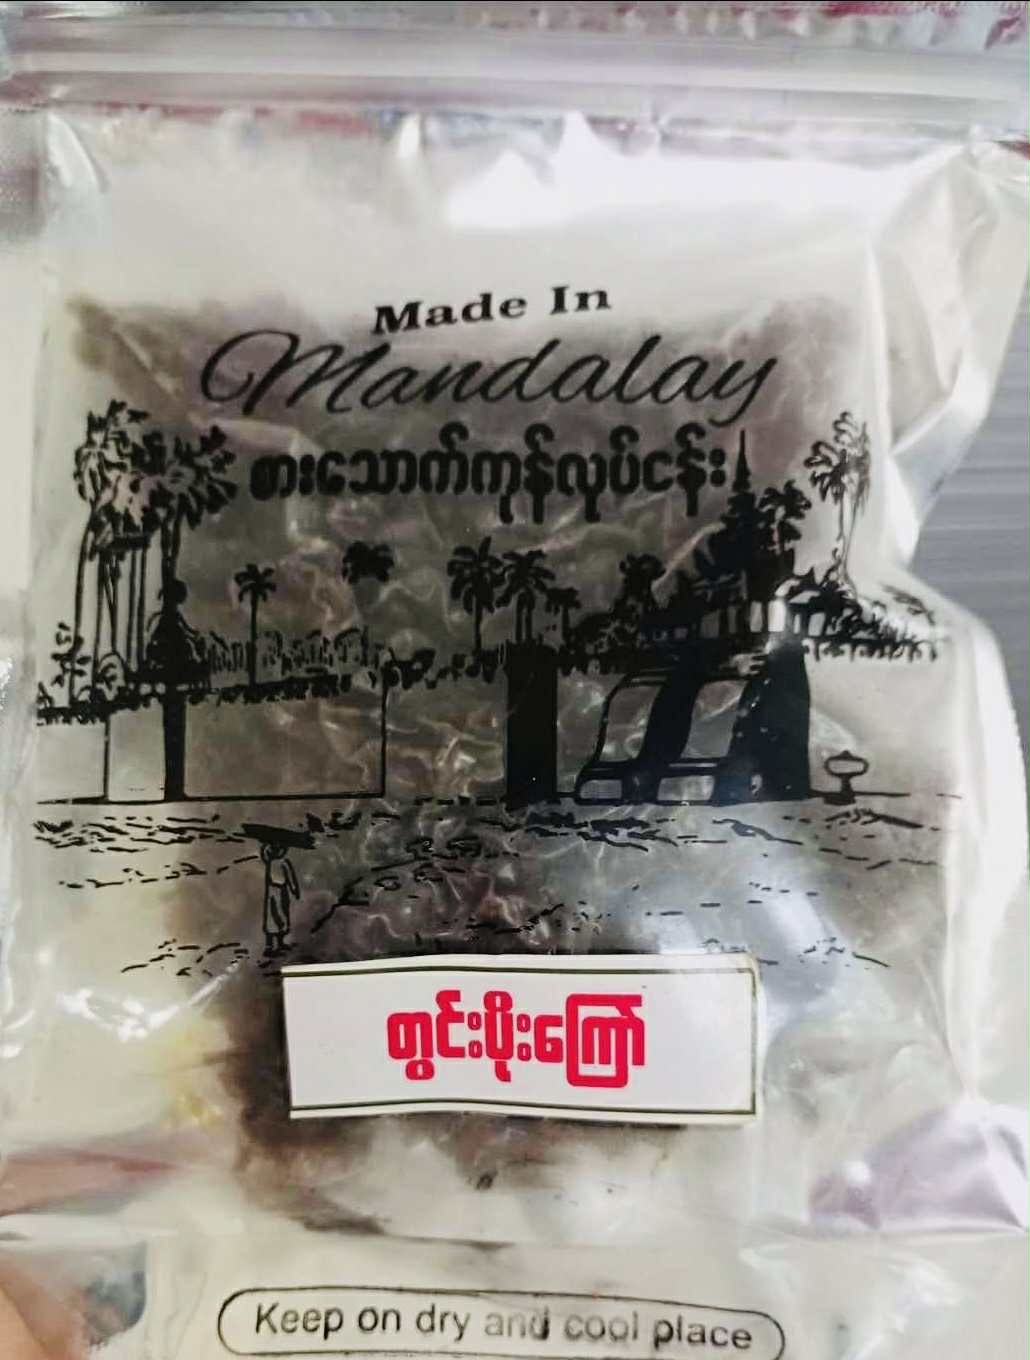 Made In
Mandalay
စားသောက်ကုန်လုပ်ငန်း
တွင်းပိုးကြော်
Keep on dry and cool place